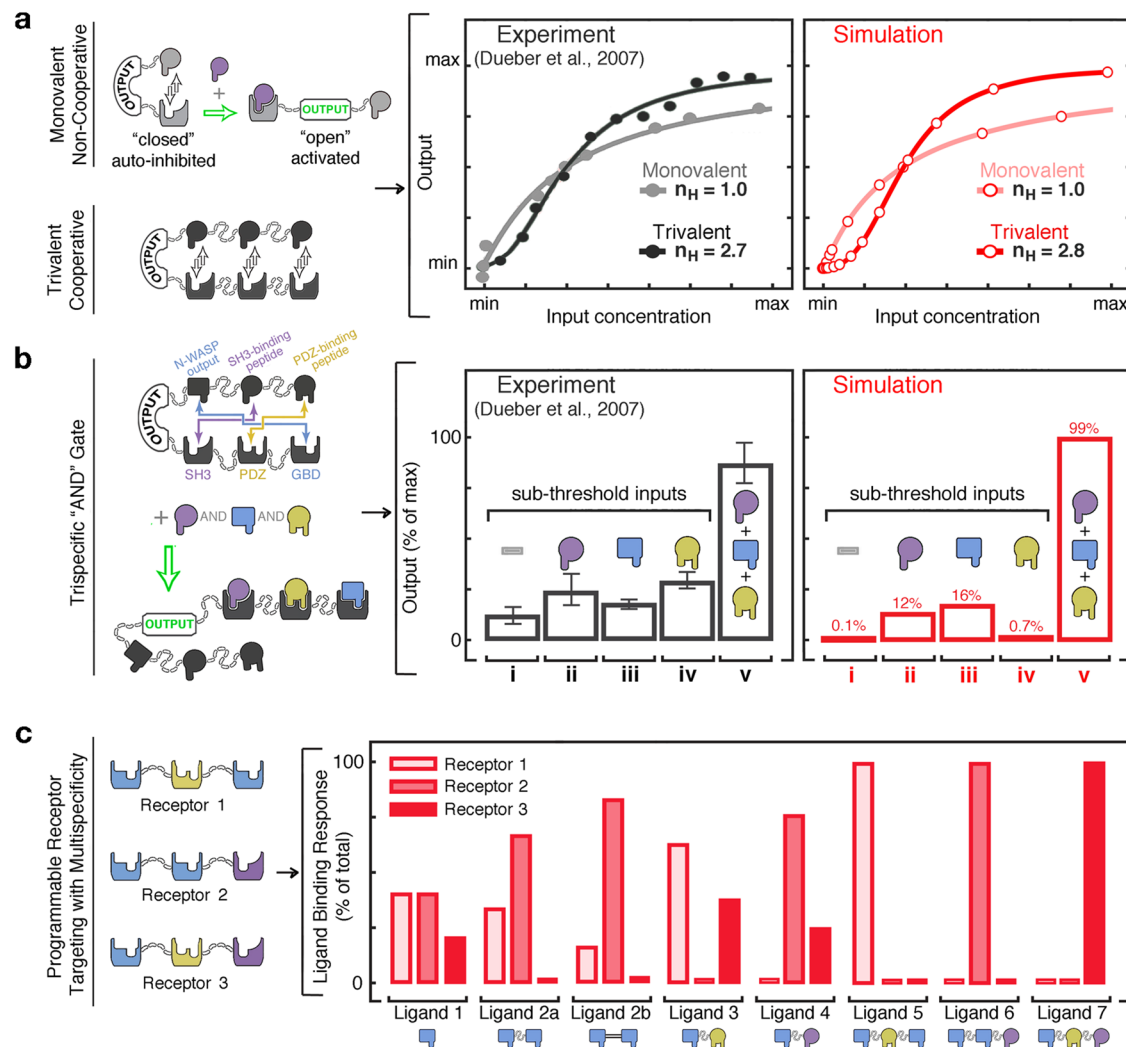 a
Monovalent
Non-Cooperative
OUTPUT
+
OUTPUT
"closed"
auto-inhibited
"open"
activated
Trivalent
Cooperative
OUTPUT
Output
max
min
Experiment
(Dueber et al., 2007)
Monovalent
nH = 1.0
Trivalent
nH = 2.7
min
max
Input concentration
Simulation
Monovalent
nH = 1.0
Trivalent
nH = 2.8
min
max
Input concentration
b
Trispecific "AND" Gate
N-WASP
output
SH3-binding
peptide
PDZ-binding
peptide
OUTPUT
SH3
PDZ
GBD
+ AND AND
OUTPUT
Output (% of max)
100
0
Experiment
(Dueber et al., 2007)
sub-threshold inputs
+
+
i
ii
iii
iv
v
Simulation
sub-threshold inputs
0.1%
12%
16%
0.7%
99%
+
+
i
ii
iii
iv
v
c
Programmable Receptor
Targeting with Multispecificity
Receptor 1
Receptor 2
Receptor 3
Ligand Binding Response
(% of total)
100
0
Receptor 1
Receptor 2
Receptor 3
Ligand 1
Ligand 2a
Ligand 2b
Ligand 3
Ligand 4
Ligand 5
Ligand 6
Ligand 7